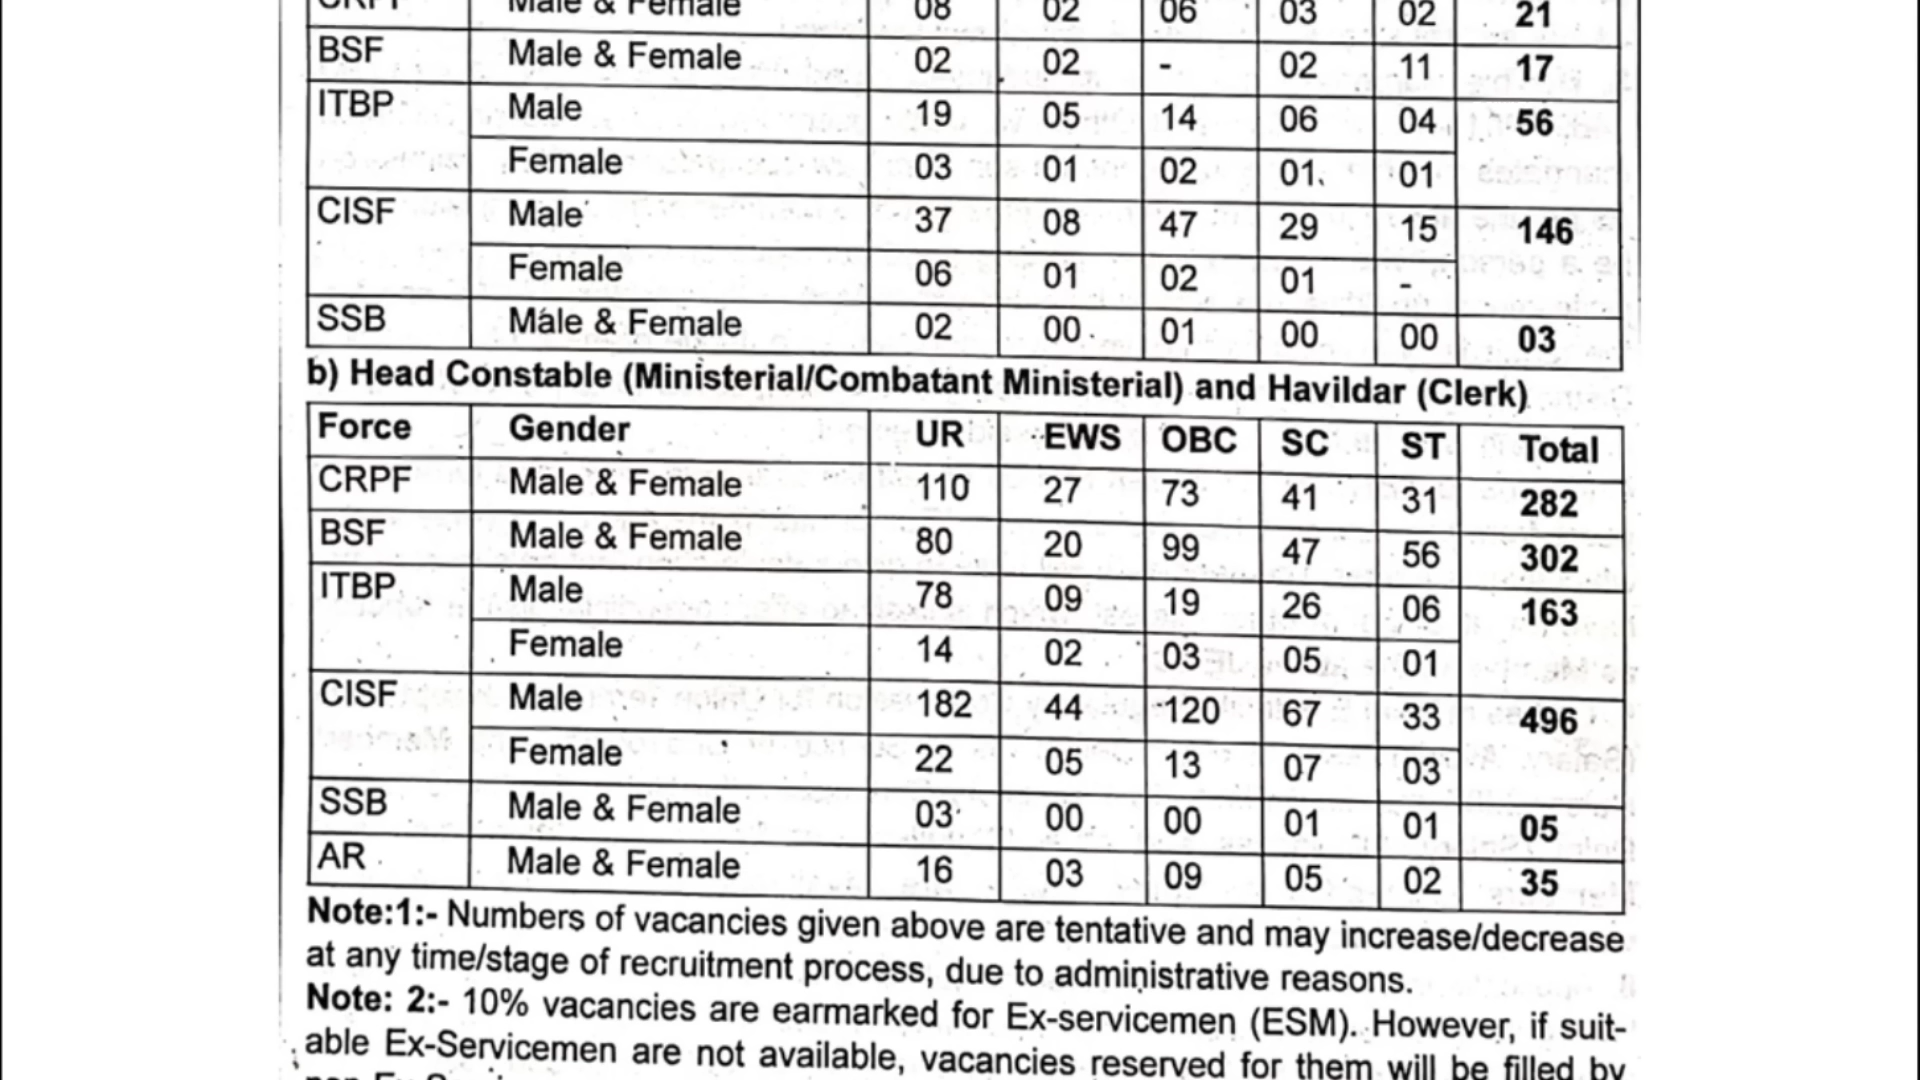 CRPF Male & Female 08 02 06 03 02 21
BSF Male & Female 02 02 - 02 11 17
ITBP Male 19 05 14 06 04 56
Female 03 01 02 01 01
CISF Male 37 08 47 29 15 146
Female 06 01 02 01 -
SSB Male & Female 02 00 01 00 00 03
b) Head Constable (Ministerial/Combatant Ministerial) and Havildar (Clerk)
Force Gender UR EWS OBC SC ST Total
CRPF Male & Female 110 27 73 41 31 282
BSF Male & Female 80 20 99 47 56 302
ITBP Male 78 09 19 26 06 163
Female 14 02 03 05 01
CISF Male 182 44 120 67 33 496
Female 22 05 13 07 03
SSB Male & Female 03 00 00 01 01 05
AR Male & Female 16 03 09 05 02 35
Note:1:- Numbers of vacancies given above are tentative and may increase/decrease
at any time/stage of recruitment process, due to administrative reasons.
Note: 2:- 10% vacancies are earmarked for Ex-servicemen (ESM). However, if suit-
able Ex-Servicemen are not available, vacancies reserved for them will be filled by